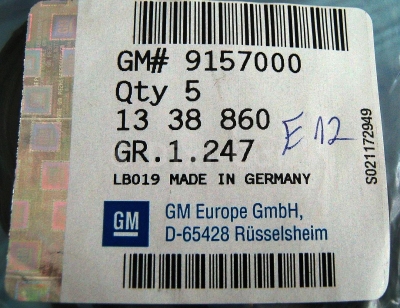 GM# 9157000
Qty 5
13 38 860
E 12
GR.1.247
LB019 MADE IN GERMANY
S021172949
GM
GM Europe GmbH,
D-65428 Rüsselsheim